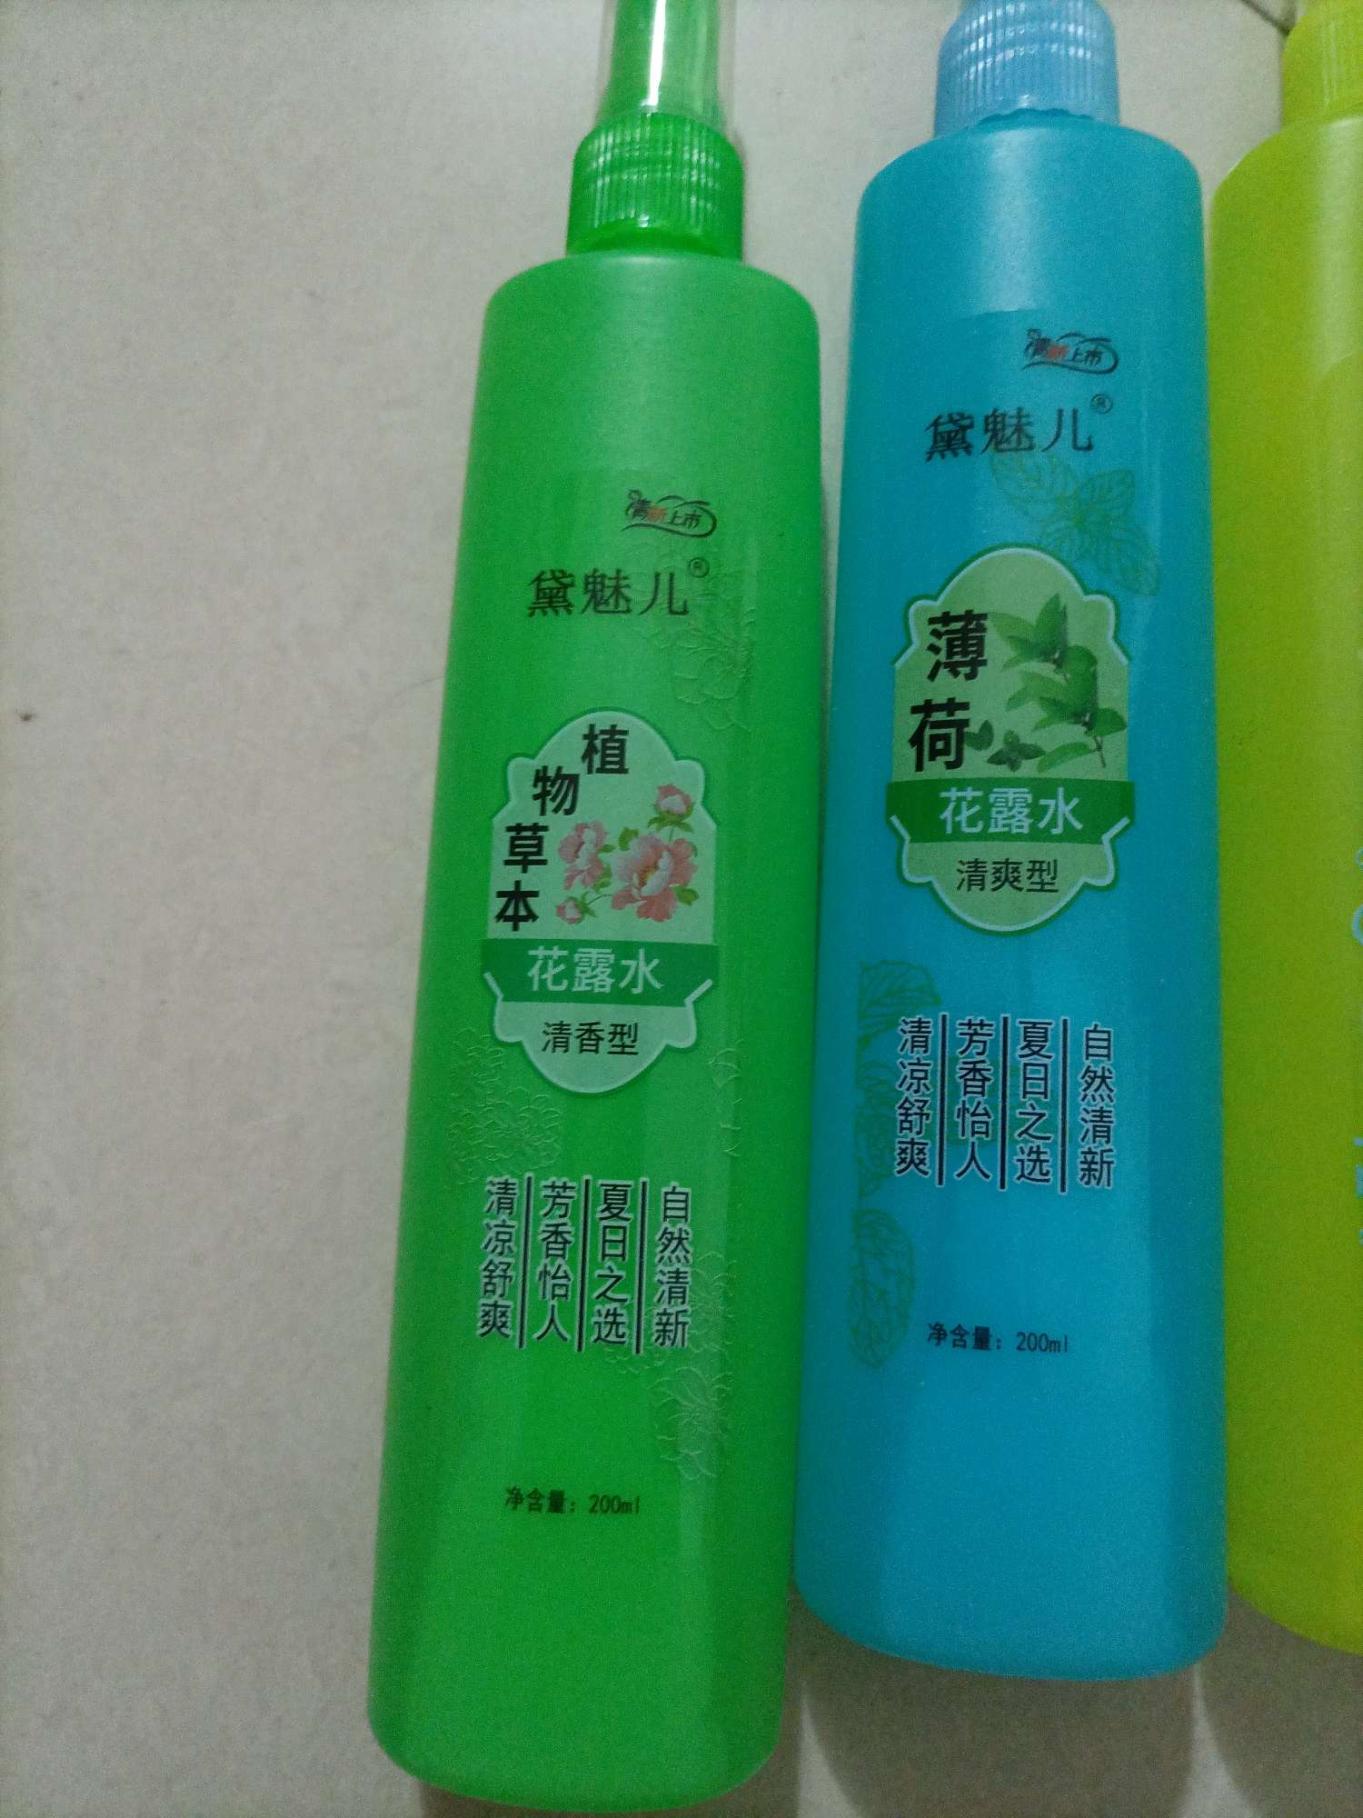 清新上市
黛魅儿®
植物草本
花露水
清香型
清凉舒爽
芳香怡人
夏日之选
自然清新
净含量：200ml
清新上市
黛魅儿®
薄荷
花露水
清爽型
清凉舒爽
芳香怡人
夏日之选
自然清新
净含量：200ml